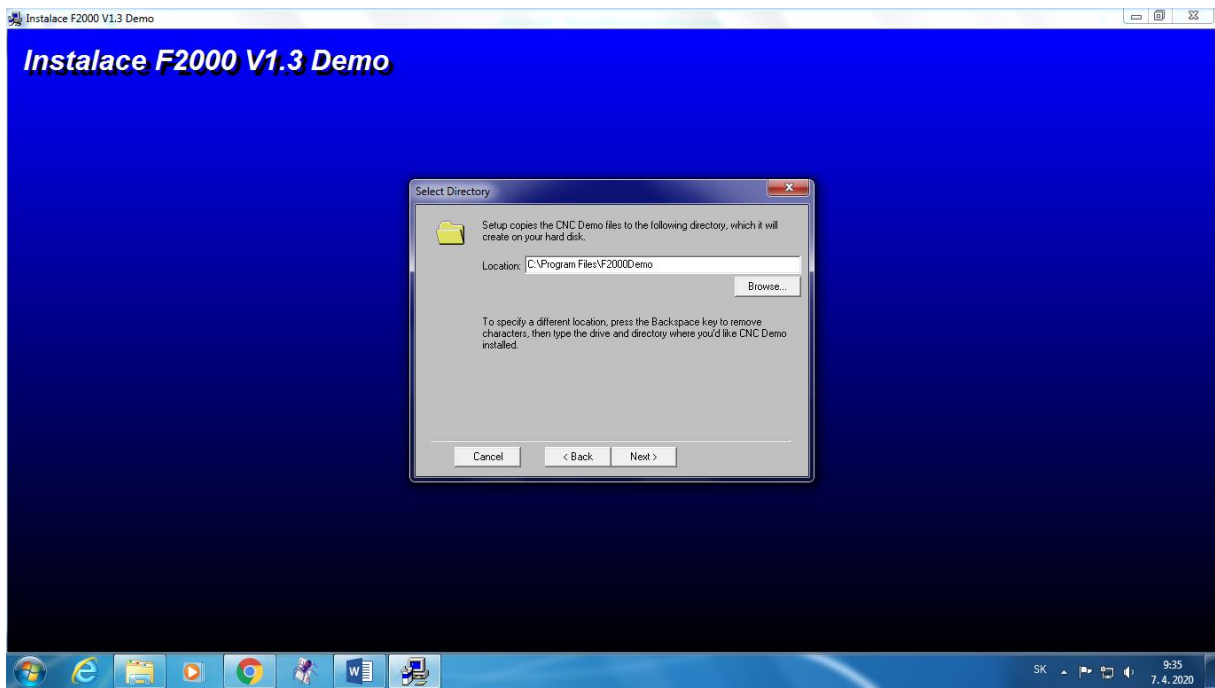 Instalace F2000 V1.3 Demo
Instalace F2000 V1.3 Demo
Select Directory
Setup copies the CNC Demo files to the following directory, which it will
create on your hard disk.
Location: C:\Program Files\F2000Demo
Browse...
To specify a different location, press the Backspace key to remove
characters, then type the drive and directory where you'd like CNC Demo
installed.
Cancel
< Back
Next >
W
SK
9:35
7. 4. 2020